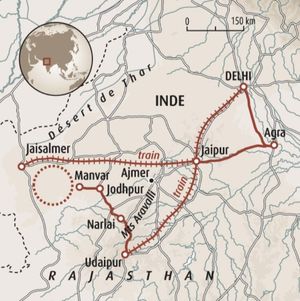 0 150 km
DELHI
Désert de Thar
INDE
Agra
Jaisalmer
train
Jaipur
Ajmer
Manvar
Jodhpur
train
Mts Aravalli
Narlai
Udaipur
RAJASTHAN